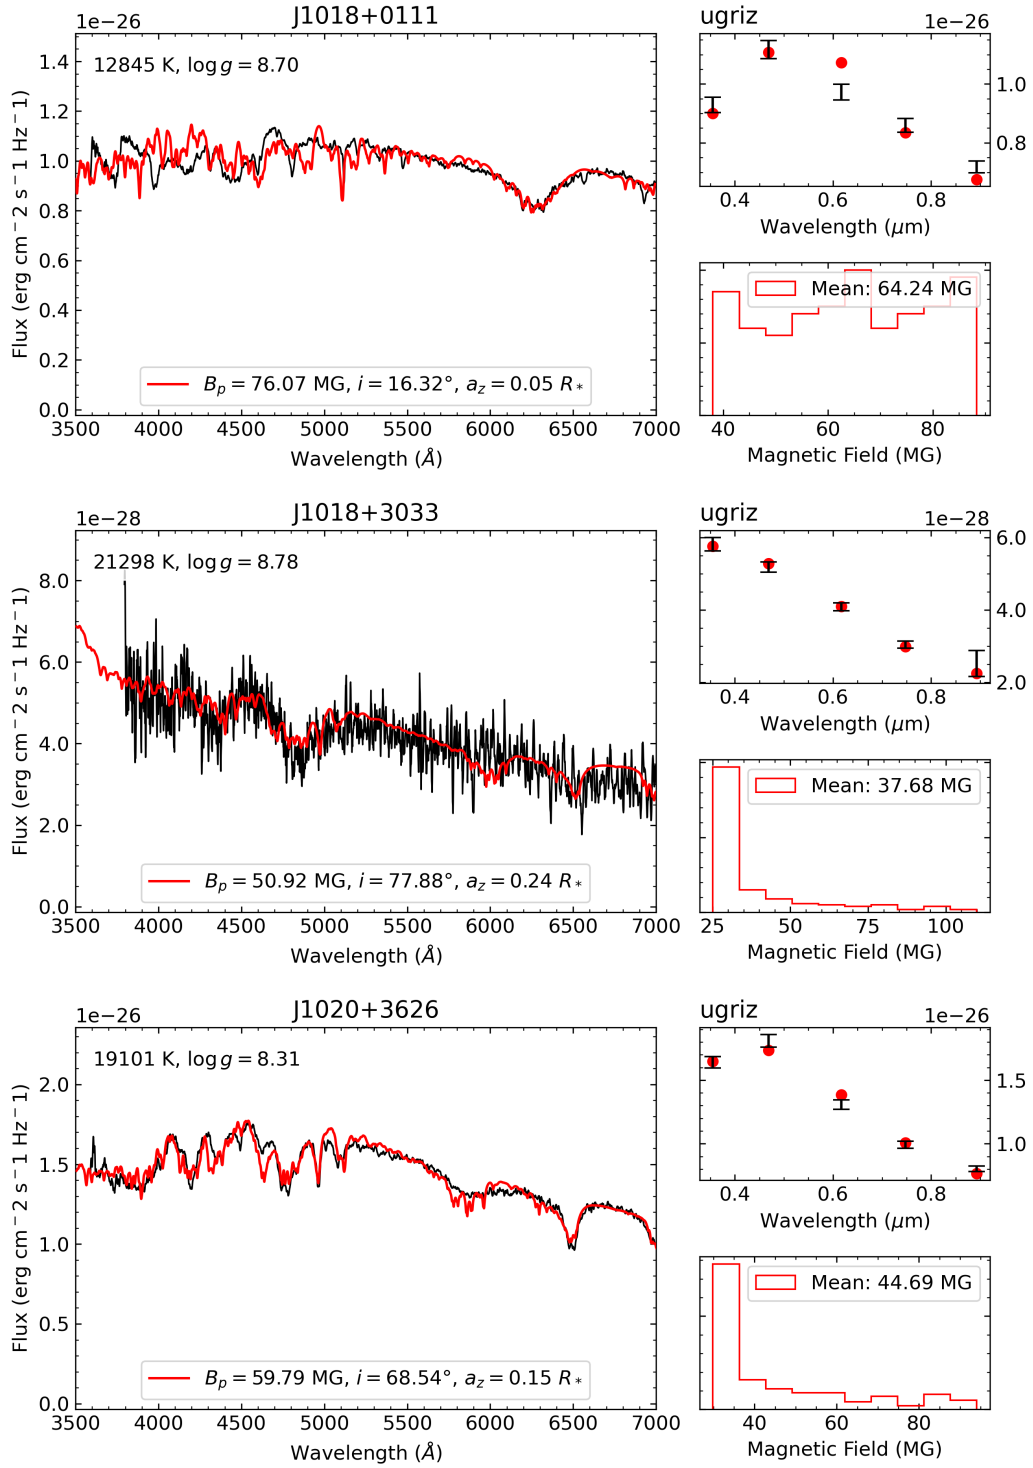 J1018+0111
1e−26
12845 K, log g = 8.70
Flux (erg cm−2 s−1 Hz−1)
1.4
1.2
1.0
0.8
0.6
0.4
0.2
0.0
B_p = 76.07 MG, i = 16.32°, a_z = 0.05 R_*
3500 4000 4500 5000 5500 6000 6500 7000
Wavelength (Å)
ugriz
1e−26
1.0
0.8
0.4 0.6 0.8
Wavelength (μm)
Mean: 64.24 MG
40 60 80
Magnetic Field (MG)
J1018+3033
1e−28
21298 K, log g = 8.78
Flux (erg cm−2 s−1 Hz−1)
8.0
6.0
4.0
2.0
0.0
B_p = 50.92 MG, i = 77.88°, a_z = 0.24 R_*
3500 4000 4500 5000 5500 6000 6500 7000
Wavelength (Å)
ugriz
1e−28
6.0
4.0
2.0
0.4 0.6 0.8
Wavelength (μm)
Mean: 37.68 MG
25 50 75 100
Magnetic Field (MG)
J1020+3626
1e−26
19101 K, log g = 8.31
Flux (erg cm−2 s−1 Hz−1)
2.0
1.5
1.0
0.5
0.0
B_p = 59.79 MG, i = 68.54°, a_z = 0.15 R_*
3500 4000 4500 5000 5500 6000 6500 7000
Wavelength (Å)
ugriz
1e−26
1.5
1.0
0.4 0.6 0.8
Wavelength (μm)
Mean: 44.69 MG
40 60 80
Magnetic Field (MG)